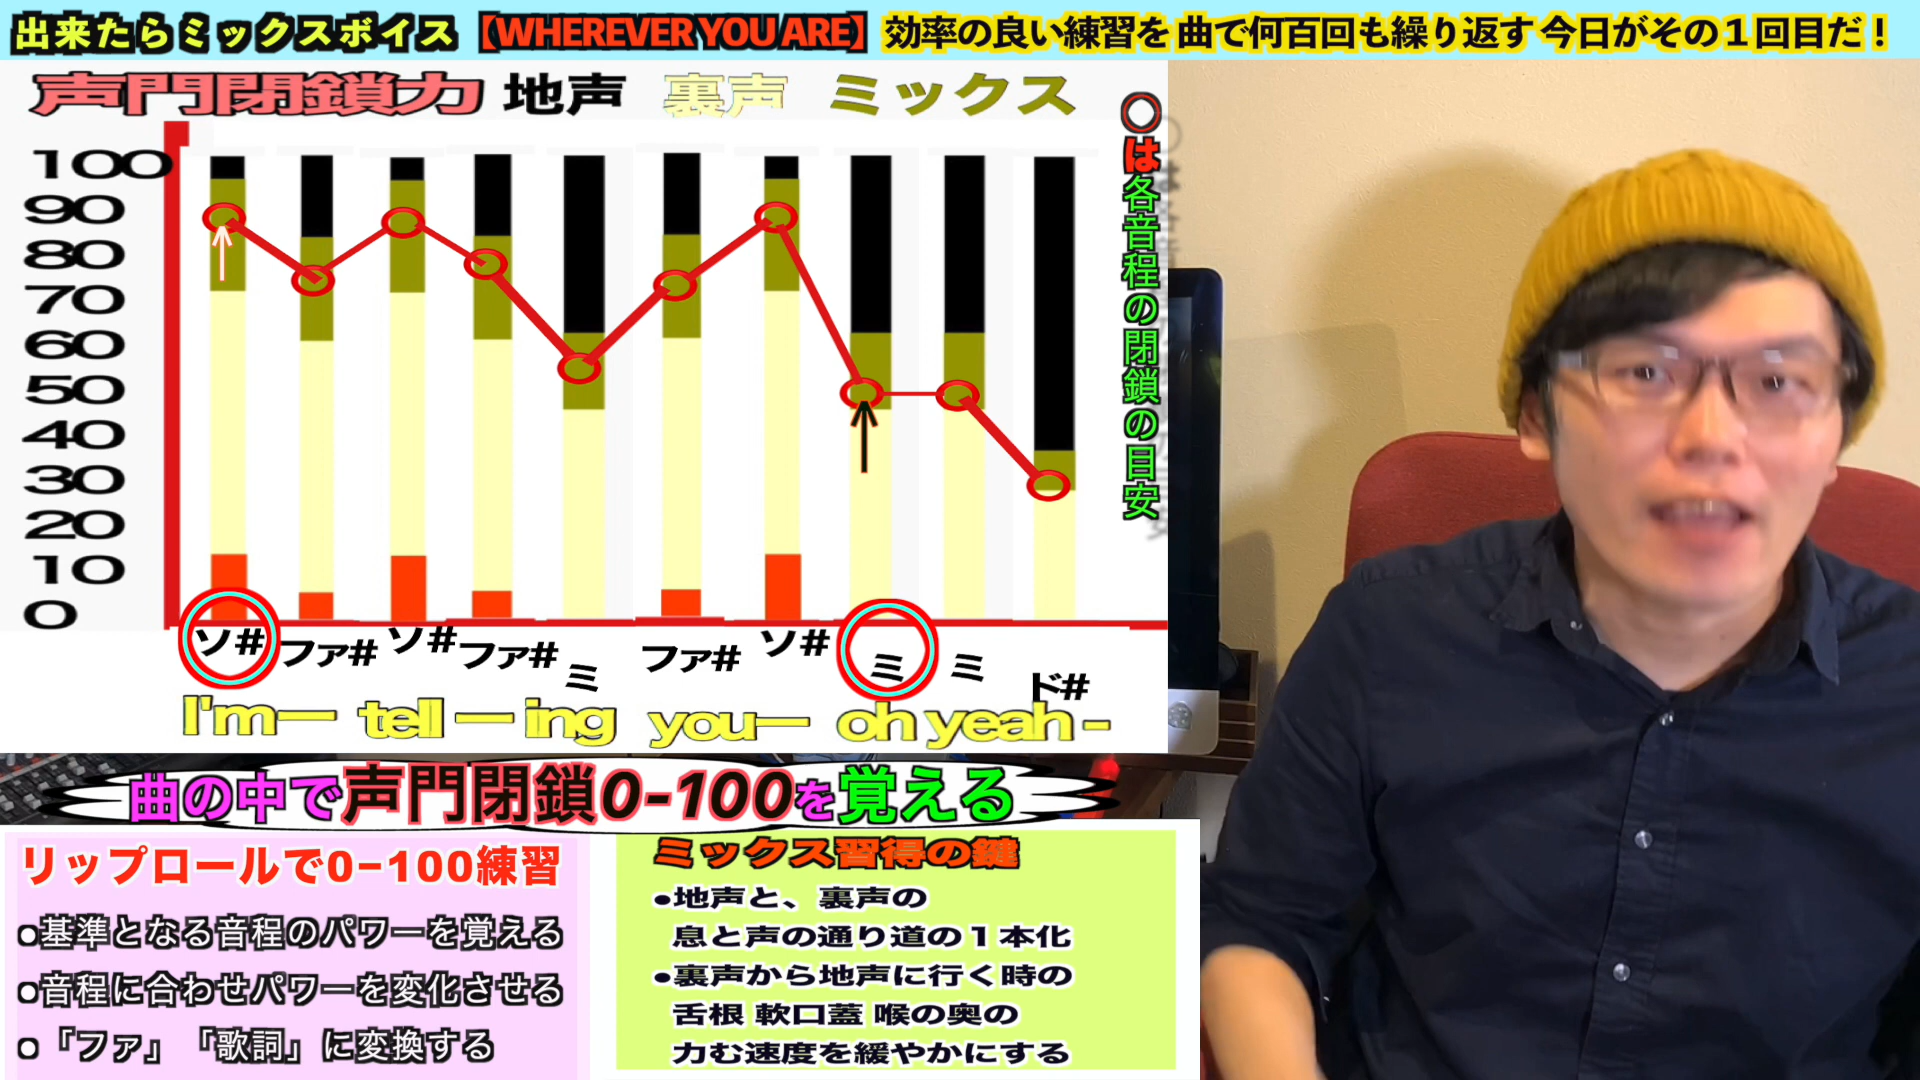 出来たらミックスボイス【WHEREVER YOU ARE】効率の良い練習を 曲で何百回も繰り返す 今日がその１回目だ！
声門閉鎖力 地声 裏声 ミックス
〇は各音程の閉鎖の目安
100
90
80
70
60
50
40
30
20
10
0
ソ# ファ# ソ# ファ# ミ ファ# ソ# ミ ミ ド#
I'm— tell — ing you— oh yeah -
曲の中で声門閉鎖0-100を覚える
リップロールで0−100練習
●基準となる音程のパワーを覚える
●音程に合わせパワーを変化させる
●「ファ」「歌詞」に変換する
ミックス習得の鍵
●地声と、裏声の
息と声の通り道の１本化
●裏声から地声に行く時の
舌根 軟口蓋 喉の奥の
力む速度を緩やかにする